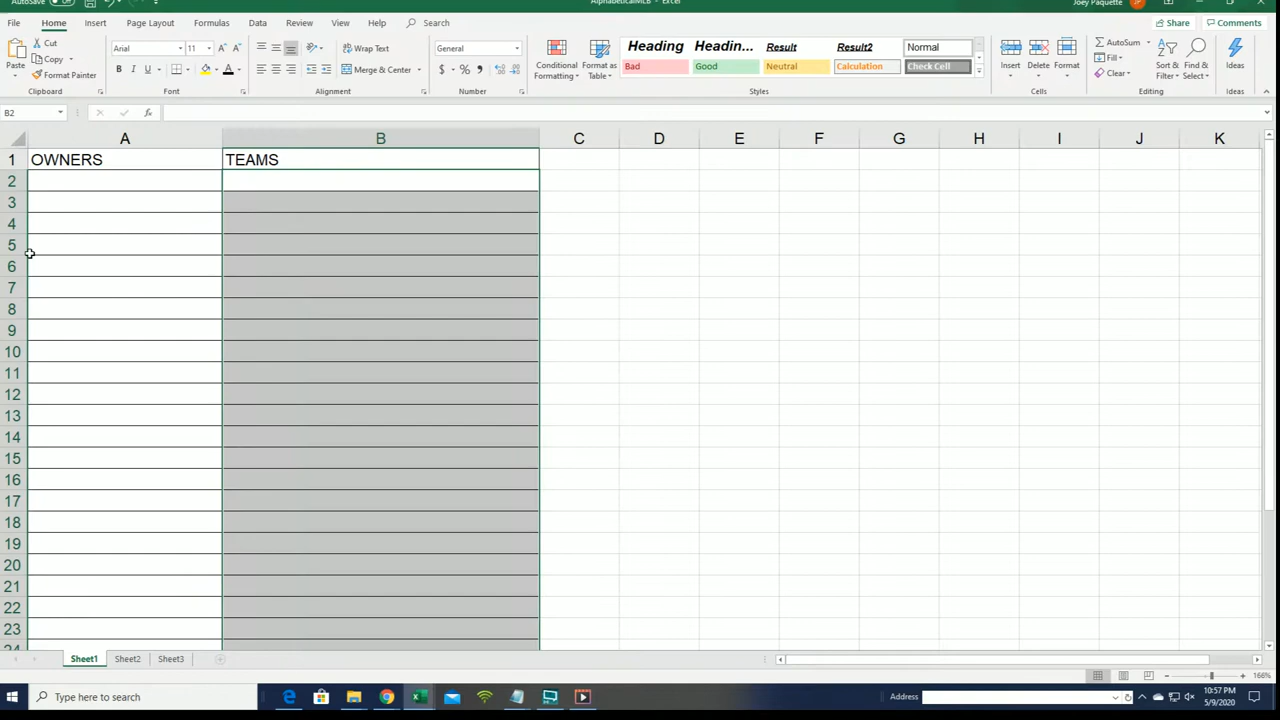 AutoSave
AlphabeticalMLB - Excel
Joey Paquette
JP
File Home Insert Page Layout Formulas Data Review View Help Search
Share Comments
Paste
Cut
Copy
Format Painter
Clipboard
Arial 11
A A
B I U
Font
Wrap Text
Merge & Center
Alignment
General
$ % ,
Number
Conditional Formatting
Format as Table
Heading Headin... Result Result2 Normal
Bad Good Neutral Calculation Check Cell
Styles
Insert Delete Format
Cells
AutoSum
Fill
Clear
Sort & Filter
Find & Select
Editing
Ideas
Ideas
B2
fx
A B C D E F G H I J K
1 OWNERS TEAMS
2
3
4
5
6
7
8
9
10
11
12
13
14
15
16
17
18
19
20
21
22
23
24
Sheet1 Sheet2 Sheet3
166%
Type here to search
Address
10:57 PM
5/9/2020